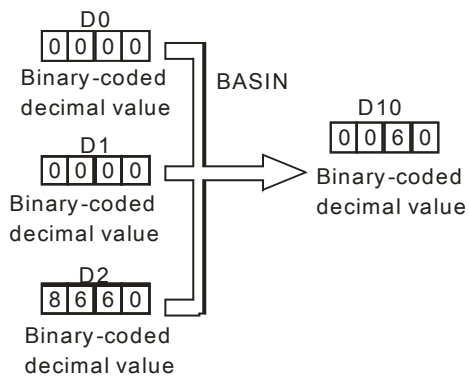 D0
0 0 0 0
Binary-coded
decimal value
BASIN
D1
0 0 0 0
Binary-coded
decimal value
D10
0 0 6 0
Binary-coded
decimal value
D2
8 6 6 0
Binary-coded
decimal value